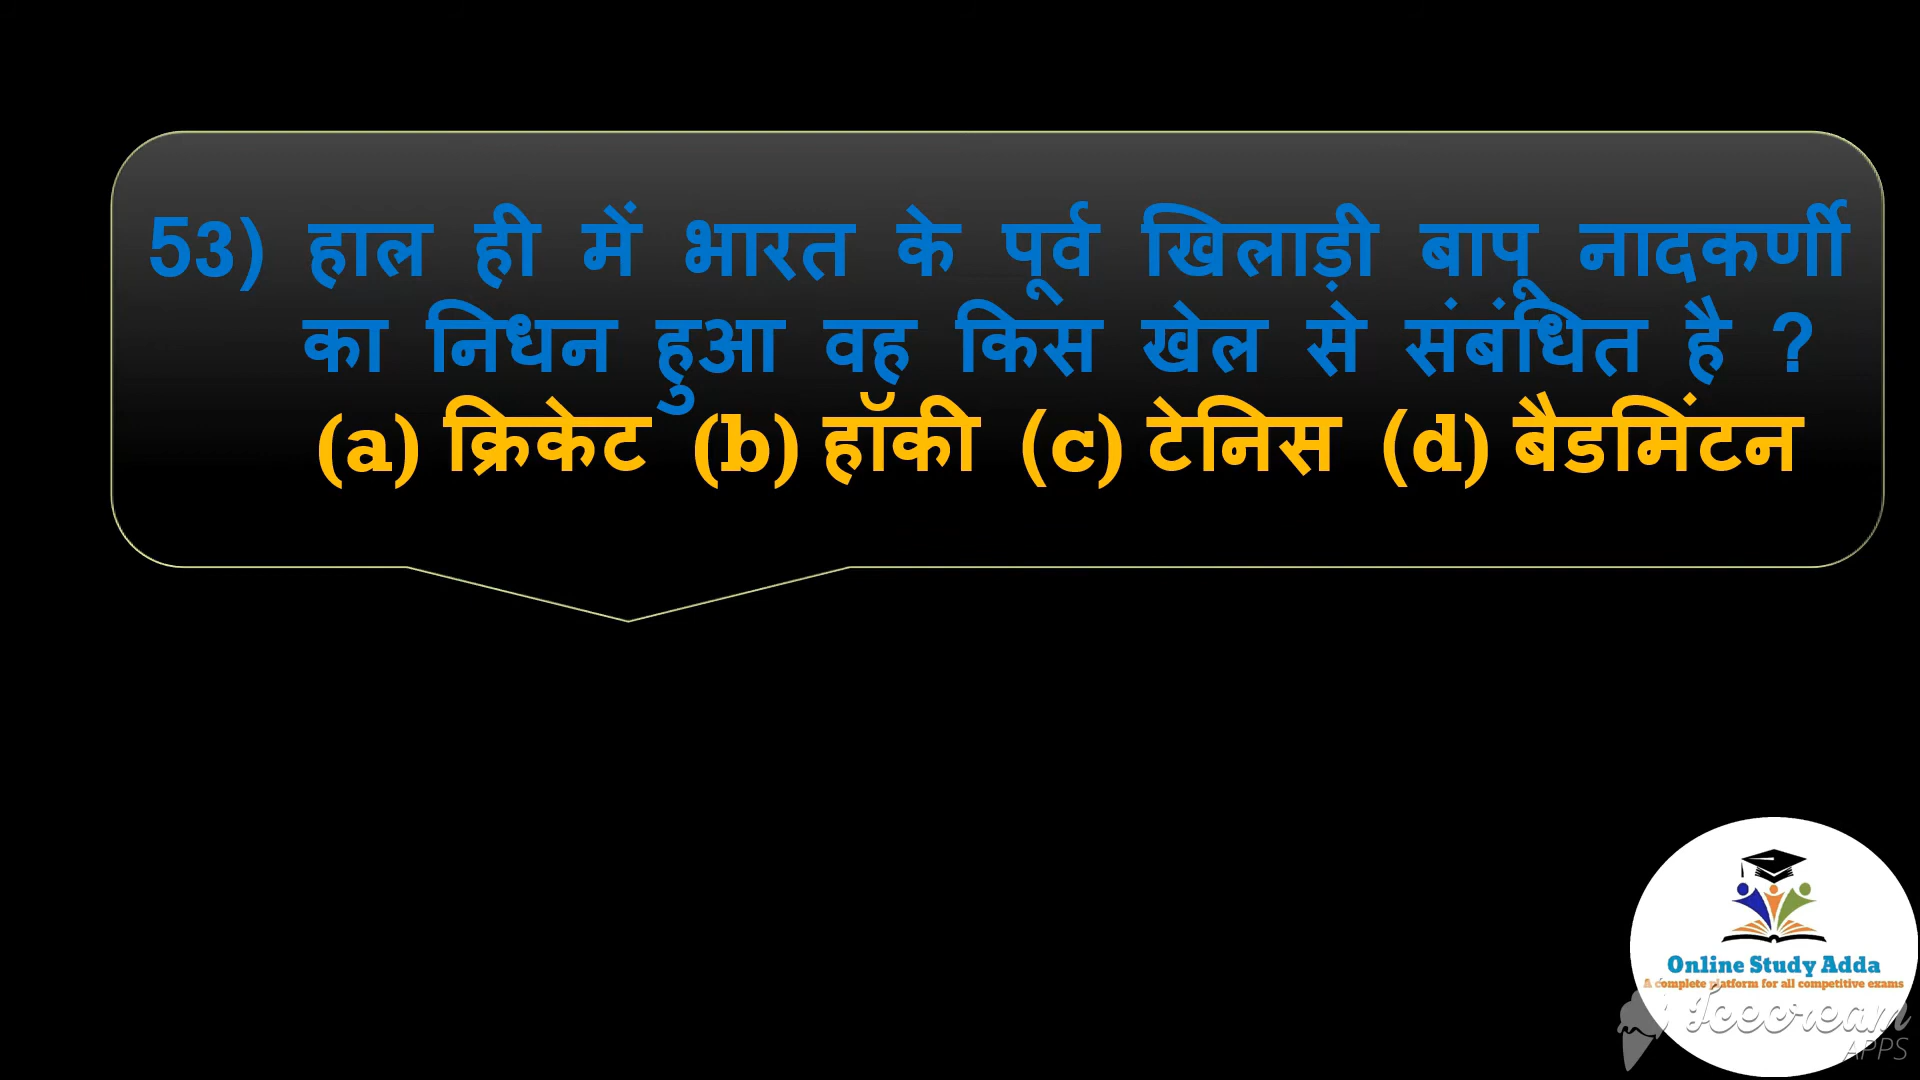 53) हाल ही में भारत के पूर्व खिलाड़ी बापू नादकर्णी
का निधन हुआ वह किस खेल से संबंधित है ?
(a) क्रिकेट (b) हॉकी (c) टेनिस (d) बैडमिंटन
Online Study Adda
A complete platform for all competitive exams
Icecream
APPS